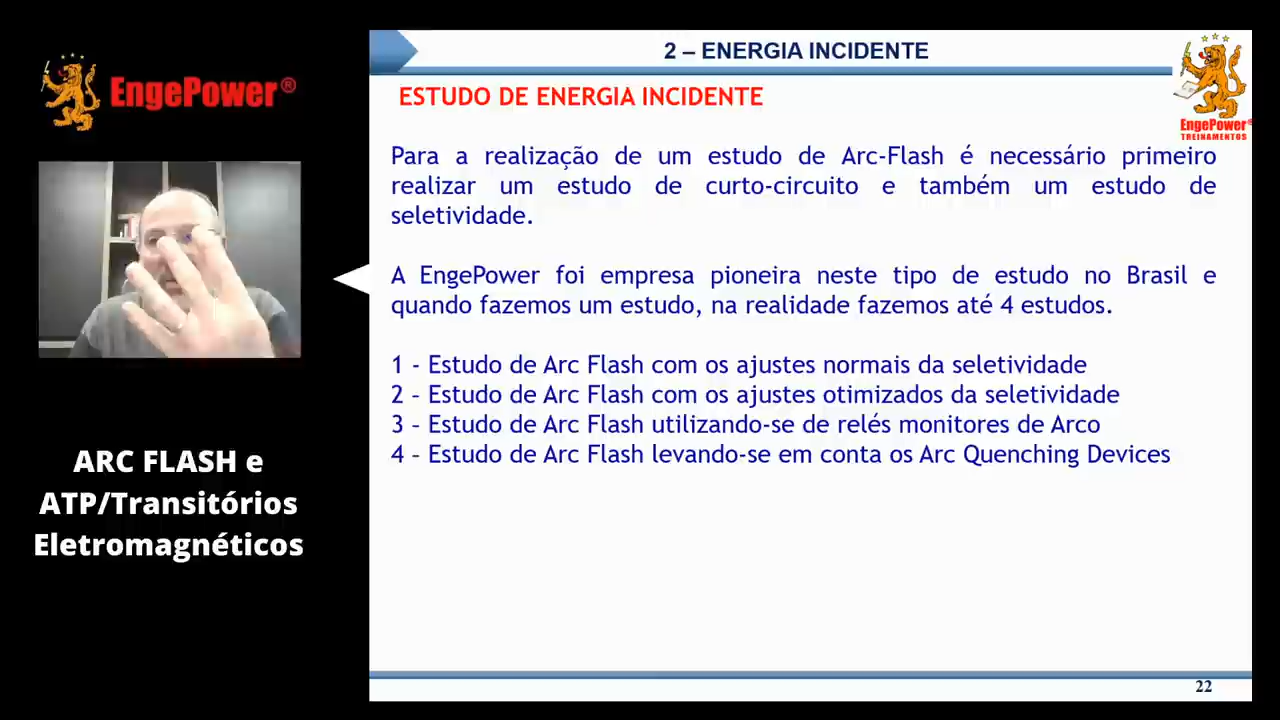 EngePower®
ARC FLASH e
ATP/Transitórios
Eletromagnéticos
2 – ENERGIA INCIDENTE
EngePower®
TREINAMENTOS
ESTUDO DE ENERGIA INCIDENTE
Para a realização de um estudo de Arc-Flash é necessário primeiro
realizar um estudo de curto-circuito e também um estudo de
seletividade.
A EngePower foi empresa pioneira neste tipo de estudo no Brasil e
quando fazemos um estudo, na realidade fazemos até 4 estudos.
1 - Estudo de Arc Flash com os ajustes normais da seletividade
2 – Estudo de Arc Flash com os ajustes otimizados da seletividade
3 – Estudo de Arc Flash utilizando-se de relés monitores de Arco
4 – Estudo de Arc Flash levando-se em conta os Arc Quenching Devices
22